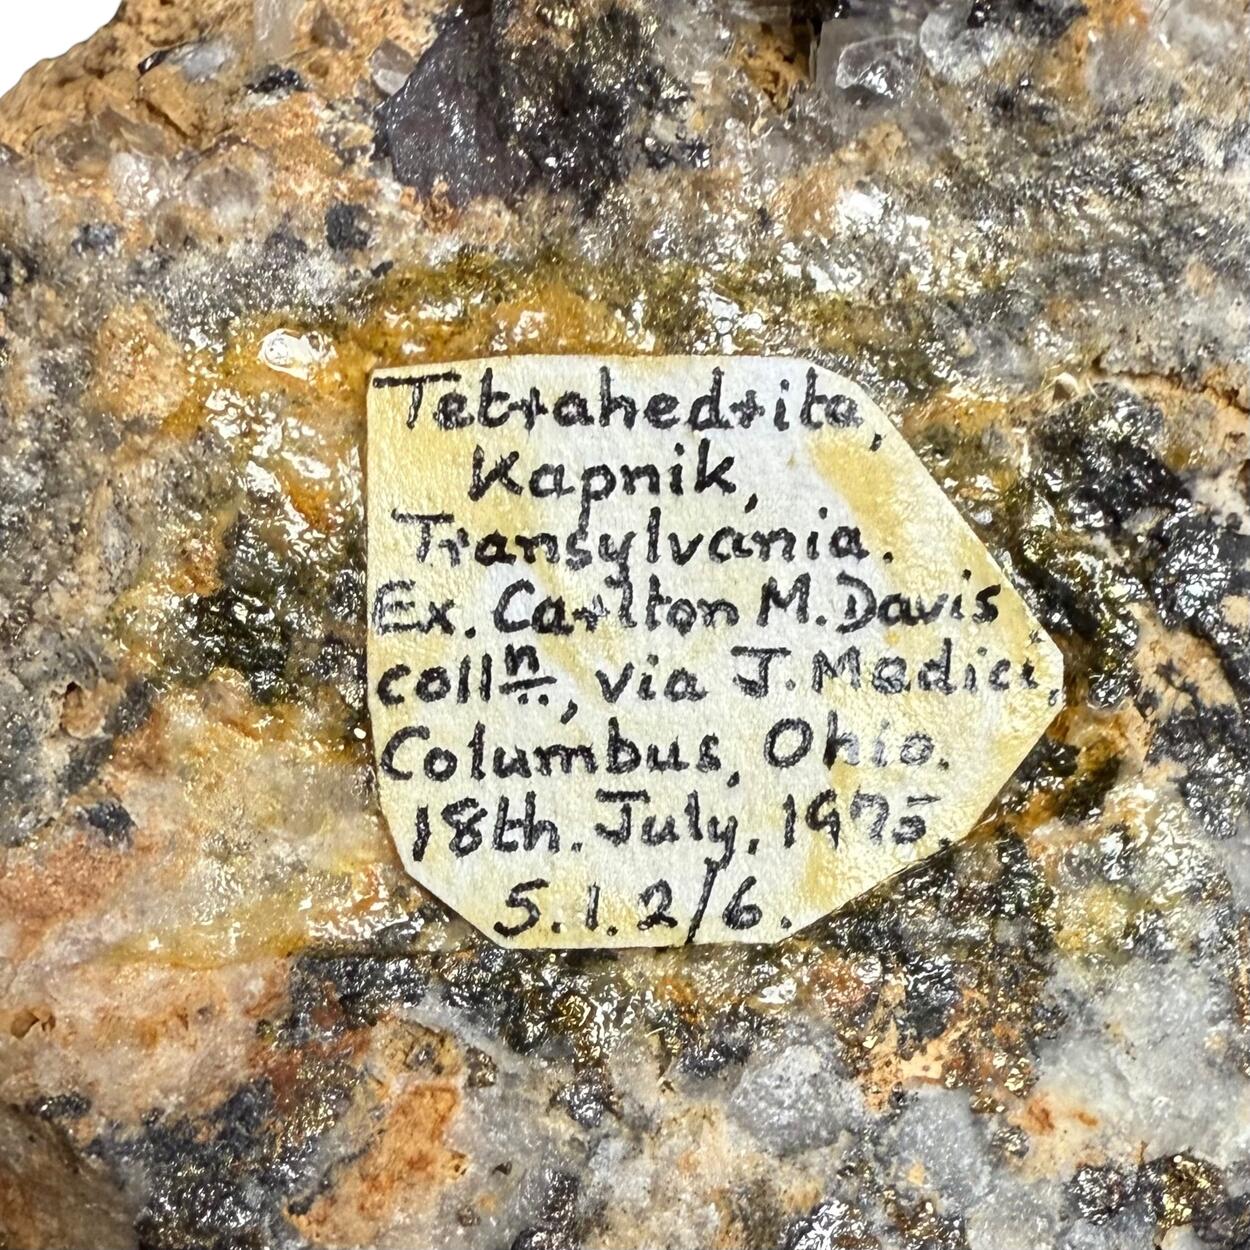 Tetrahedrite,
Kapnik,
Transylvania.
Ex. Carlton M. Davis
collⁿ, via J. Medici,
Columbus, Ohio.
18th. July, 1975.
5.1.2/6.